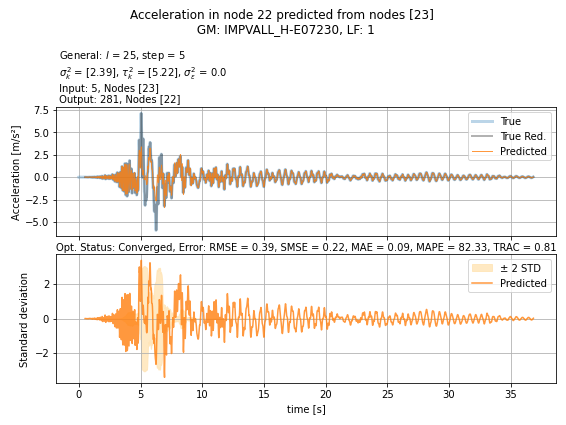 Acceleration in node 22 predicted from nodes [23]
GM: IMPVALL_H-E07230, LF: 1
General: l = 25, step = 5
σ_k^2 = [2.39], τ_k^2 = [5.22], σ_ε^2 = 0.0
Input: 5, Nodes [23]
Output: 281, Nodes [22]
7.5
5.0
2.5
0.0
−2.5
−5.0
Acceleration [m/s²]
True
True Red.
Predicted
Opt. Status: Converged, Error: RMSE = 0.39, SMSE = 0.22, MAE = 0.09, MAPE = 82.33, TRAC = 0.81
2
0
−2
Standard deviation
± 2 STD
Predicted
0 5 10 15 20 25 30 35
time [s]